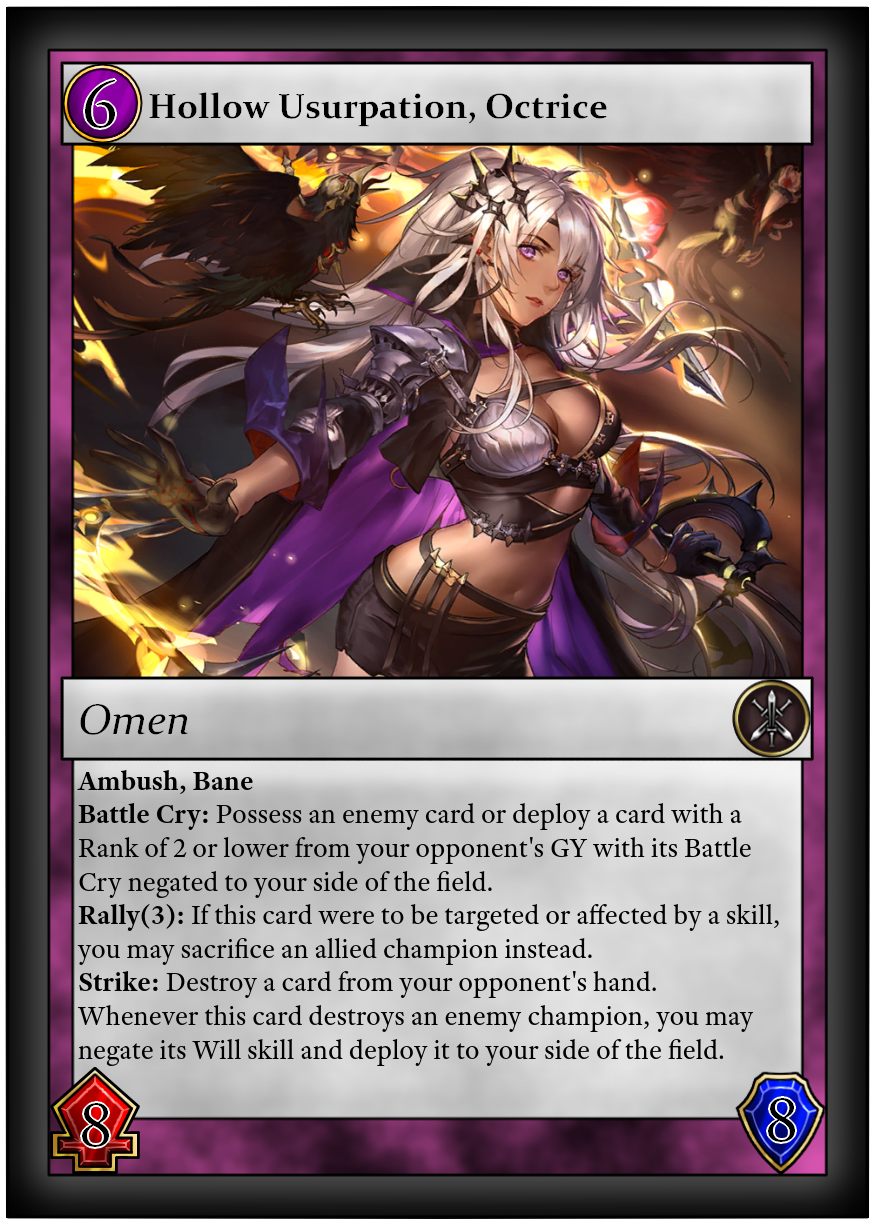 6 Hollow Usurpation, Octrice
Omen
Ambush, Bane
Battle Cry: Possess an enemy card or deploy a card with a
Rank of 2 or lower from your opponent's GY with its Battle
Cry negated to your side of the field.
Rally(3): If this card were to be targeted or affected by a skill,
you may sacrifice an allied champion instead.
Strike: Destroy a card from your opponent's hand.
Whenever this card destroys an enemy champion, you may
negate its Will skill and deploy it to your side of the field.
8 8